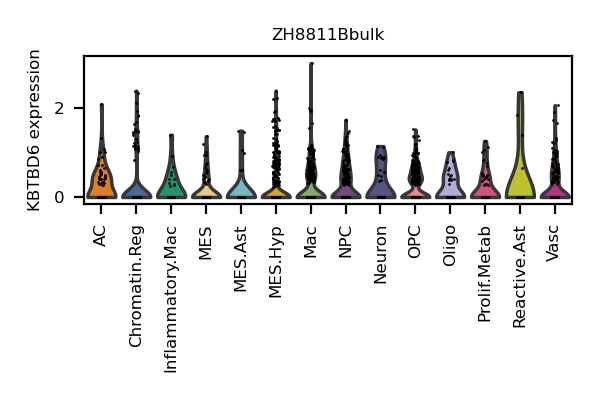 ZH8811Bbulk
KBTBD6 expression
2
0
AC
Chromatin.Reg
Inflammatory.Mac
MES
MES.Ast
MES.Hyp
Mac
NPC
Neuron
OPC
Oligo
Prolif.Metab
Reactive.Ast
Vasc